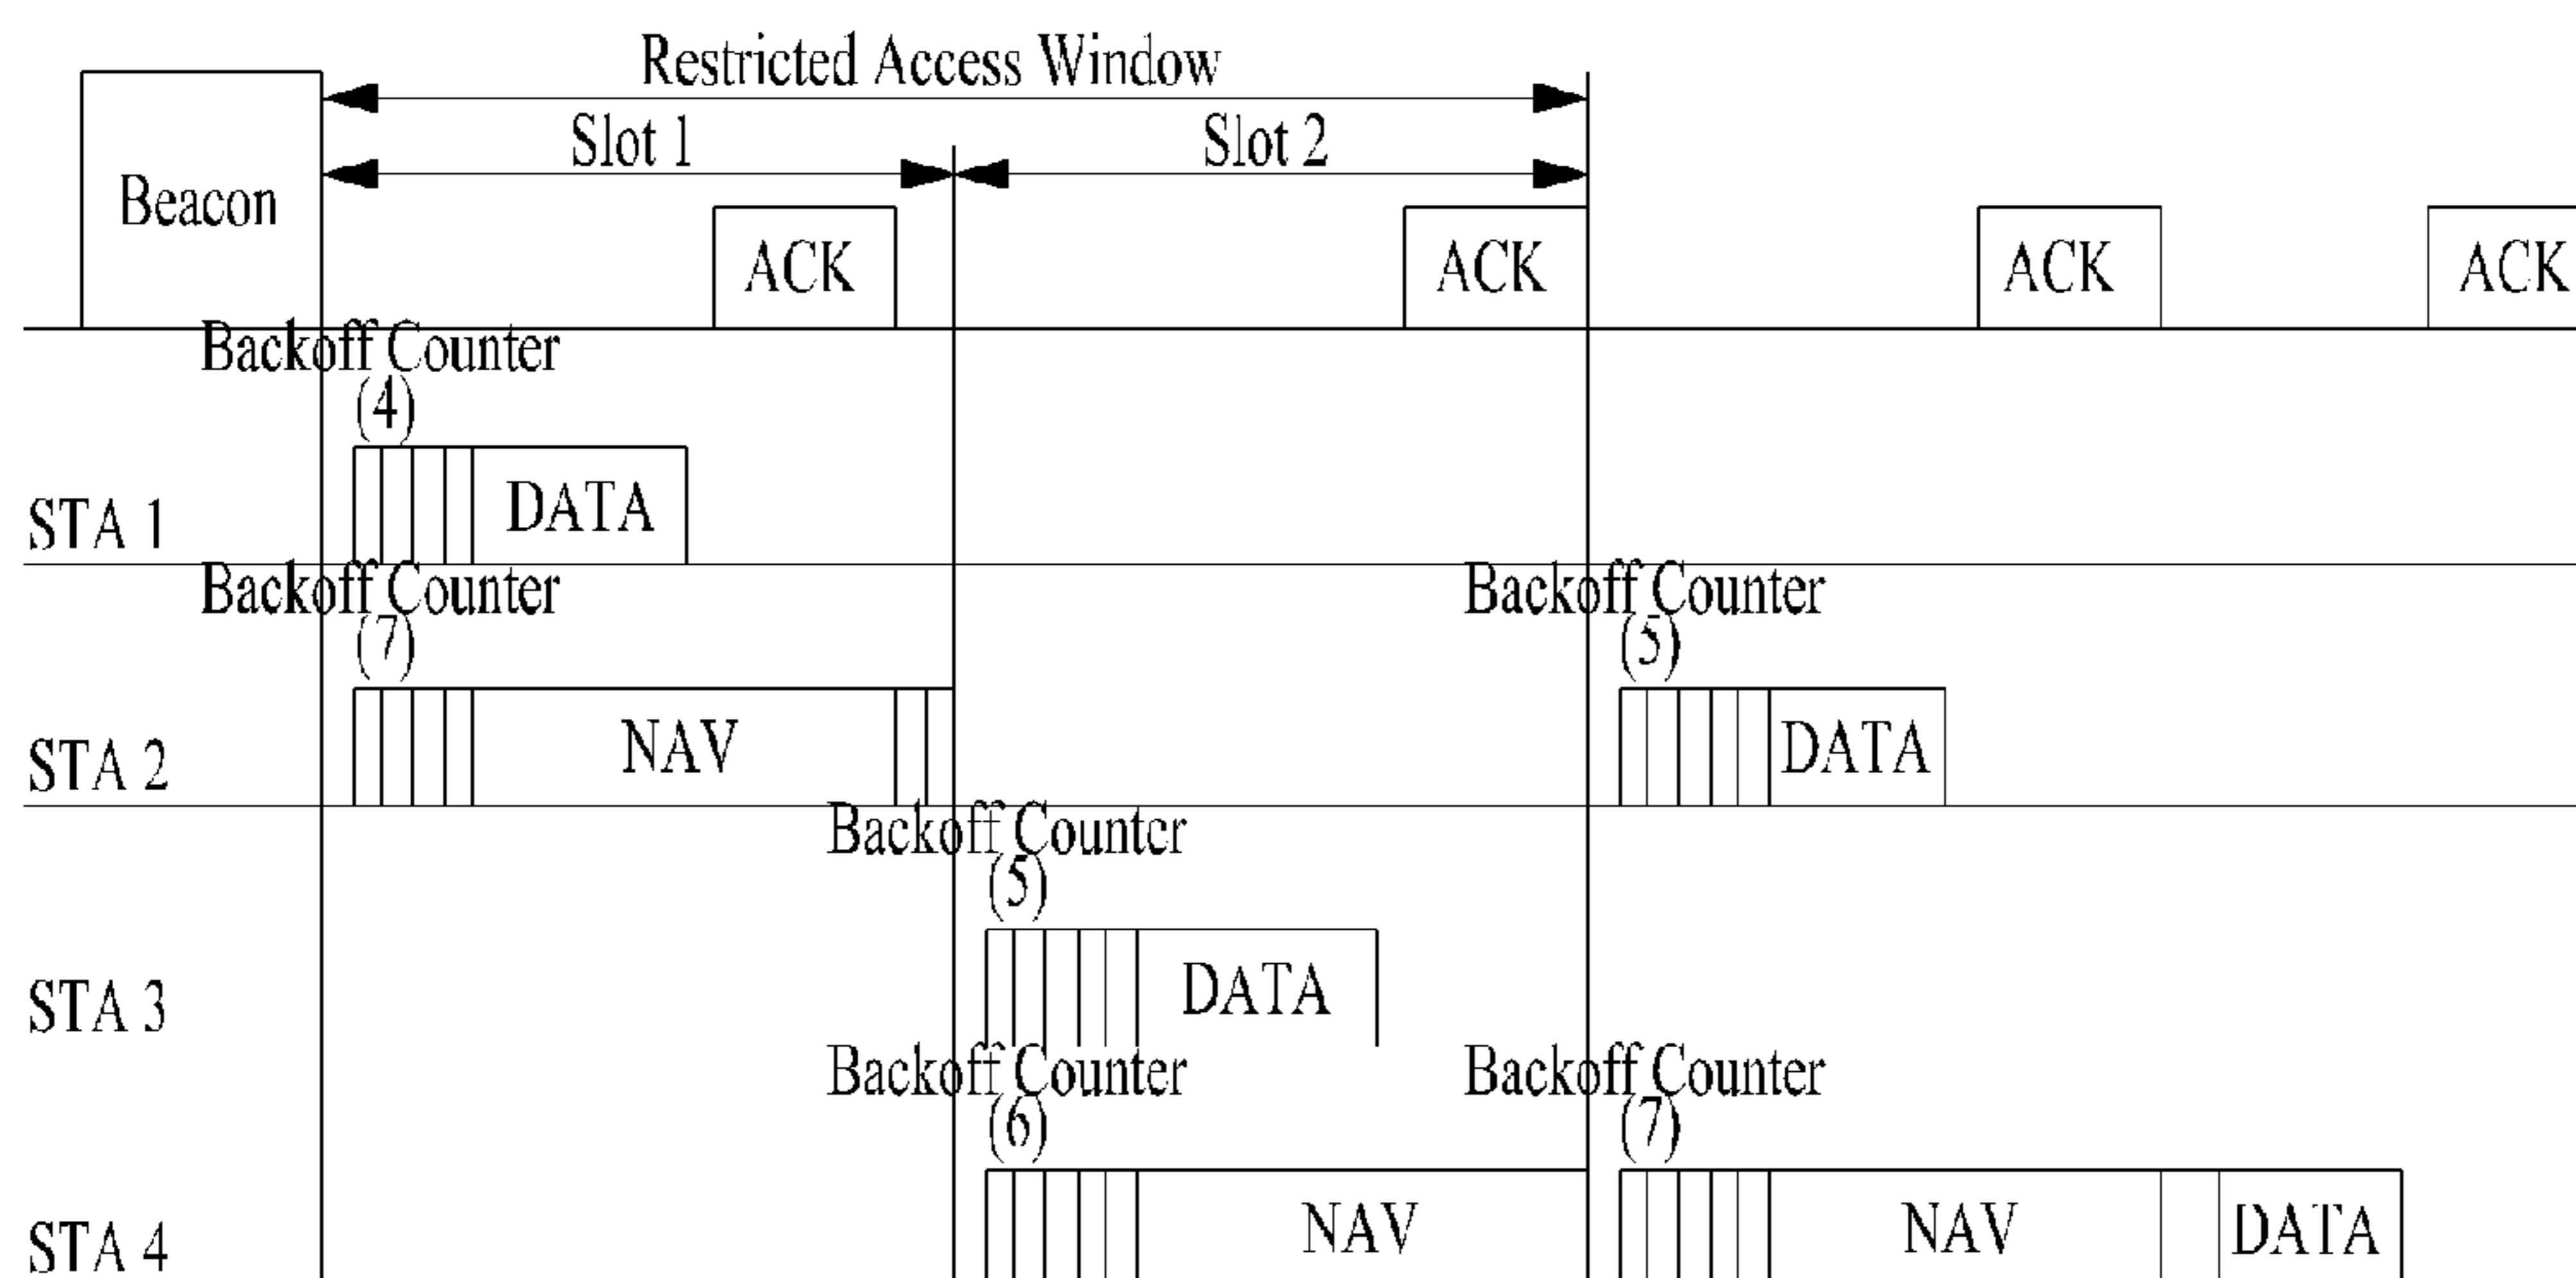 Restricted Access Window
Slot 1
Slot 2
Beacon
ACK
ACK
ACK
ACK
Backoff Counter
(4)
STA 1
DATA
Backoff Counter
(7)
Backoff Counter
(5)
STA 2
NAV
DATA
Backoff Counter
(5)
STA 3
DATA
Backoff Counter
(6)
Backoff Counter
(7)
STA 4
NAV
NAV
DATA